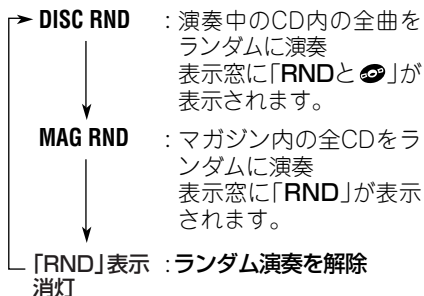 DISC RND : 演奏中のCD内の全曲を
ランダムに演奏
表示窓に「RNDと」が
表示されます。
MAG RND : マガジン内の全CDをラ
ンダムに演奏
表示窓に「RND」が表示
されます。
「RND」表示 : ランダム演奏を解除
消灯